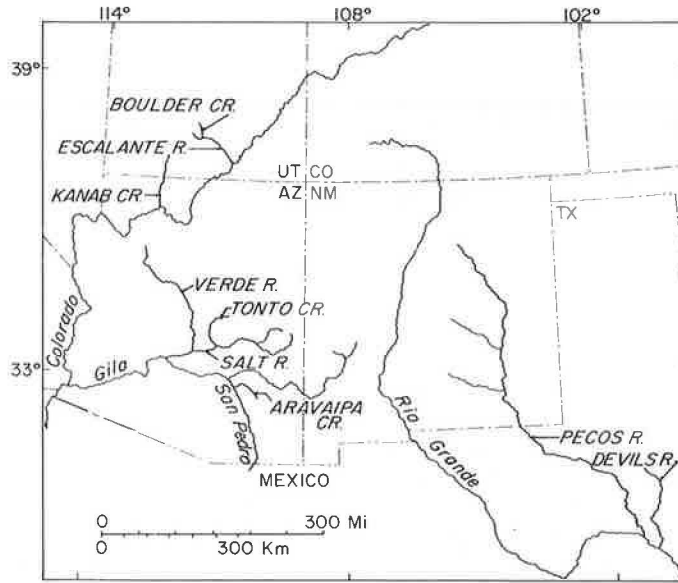 114°
108°
102°
39°
BOULDER CR.
ESCALANTE R.
KANAB CR.
UT CO
AZ NM
TX
VERDE R.
TONTO CR.
Colorado
Gila
SALT R.
33°
San Pedro
ARAVAIPA
CR.
Rio Grande
PECOS R.
DEVILS R.
MEXICO
0 300 Mi
0 300 Km